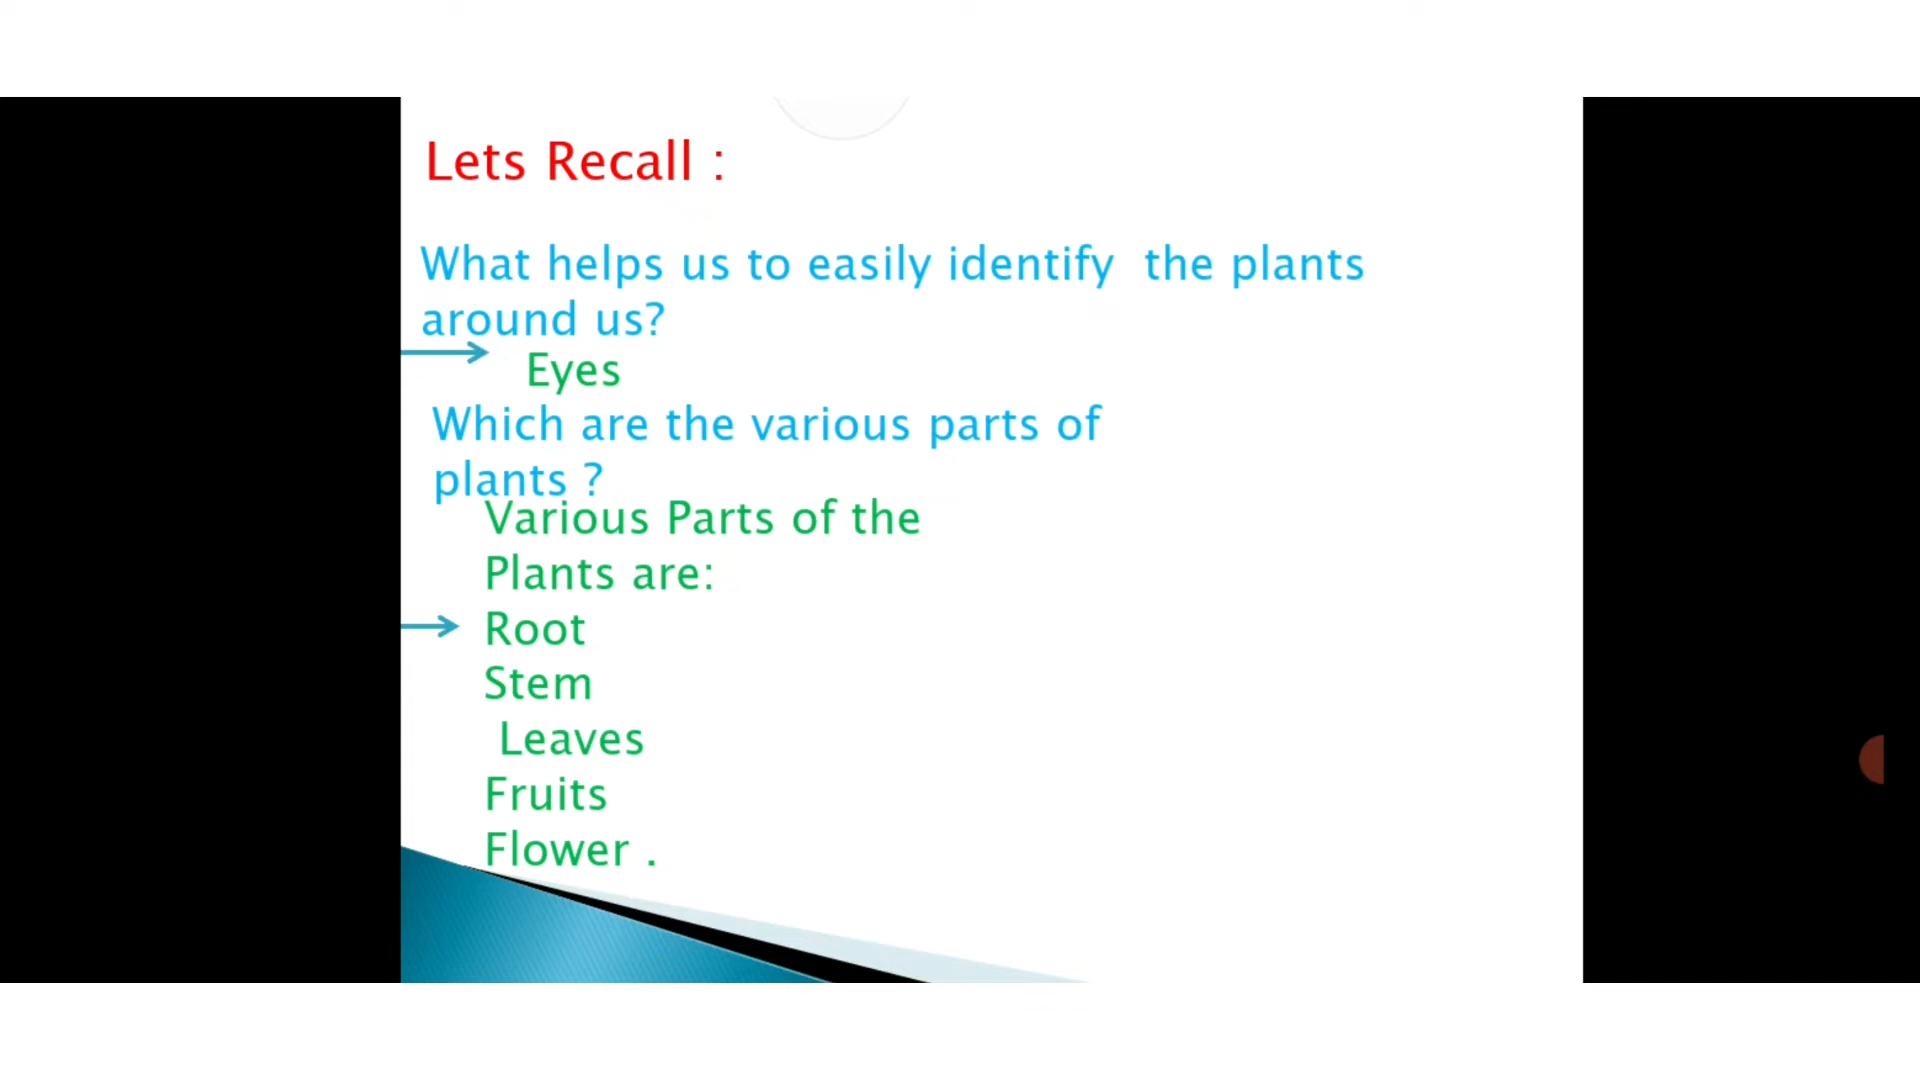 Lets Recall :
What helps us to easily identify  the plants
around us?
Eyes
Which are the various parts of
plants ?
Various Parts of the
Plants are:
Root
Stem
Leaves
Fruits
Flower .